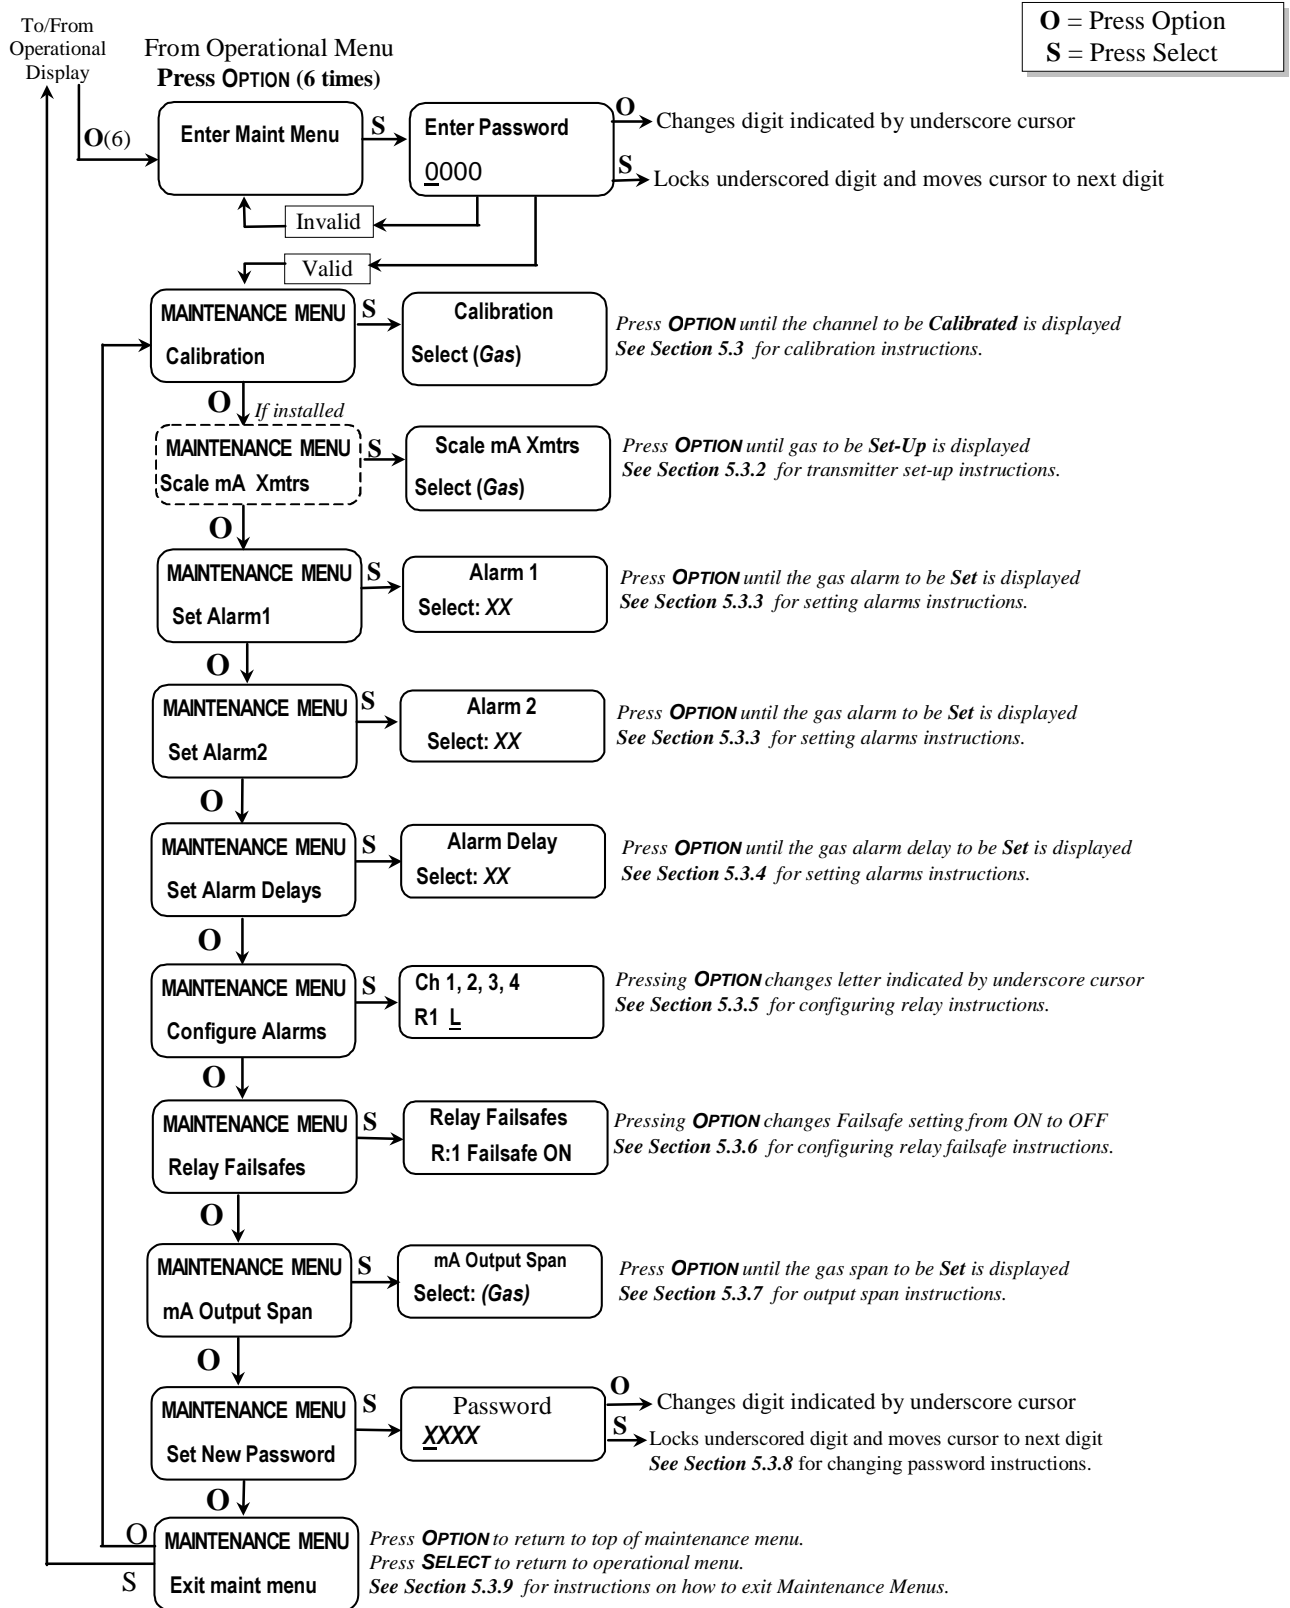 To/From
Operational
Display
From Operational Menu
Press OPTION (6 times)
O = Press Option
S = Press Select
O(6)
Enter Maint Menu
S
Enter Password
0000
O
Changes digit indicated by underscore cursor
S
Locks underscored digit and moves cursor to next digit
Invalid
Valid
MAINTENANCE MENU
Calibration
S
Calibration
Select (Gas)
Press OPTION until the channel to be Calibrated is displayed
See Section 5.3 for calibration instructions.
O
If installed
MAINTENANCE MENU
Scale mA Xmtrs
S
Scale mA Xmtrs
Select (Gas)
Press OPTION until gas to be Set-Up is displayed
See Section 5.3.2 for transmitter set-up instructions.
O
MAINTENANCE MENU
Set Alarm1
S
Alarm 1
Select: XX
Press OPTION until the gas alarm to be Set is displayed
See Section 5.3.3 for setting alarms instructions.
O
MAINTENANCE MENU
Set Alarm2
S
Alarm 2
Select: XX
Press OPTION until the gas alarm to be Set is displayed
See Section 5.3.3 for setting alarms instructions.
O
MAINTENANCE MENU
Set Alarm Delays
S
Alarm Delay
Select: XX
Press OPTION until the gas alarm delay to be Set is displayed
See Section 5.3.4 for setting alarms instructions.
O
MAINTENANCE MENU
Configure Alarms
S
Ch 1, 2, 3, 4
R1 L
Pressing OPTION changes letter indicated by underscore cursor
See Section 5.3.5 for configuring relay instructions.
O
MAINTENANCE MENU
Relay Failsafes
S
Relay Failsafes
R:1 Failsafe ON
Pressing OPTION changes Failsafe setting from ON to OFF
See Section 5.3.6 for configuring relay failsafe instructions.
O
MAINTENANCE MENU
mA Output Span
S
mA Output Span
Select: (Gas)
Press OPTION until the gas span to be Set is displayed
See Section 5.3.7 for output span instructions.
O
MAINTENANCE MENU
Set New Password
S
Password
XXXX
O
Changes digit indicated by underscore cursor
S
Locks underscored digit and moves cursor to next digit
See Section 5.3.8 for changing password instructions.
O
O
S
MAINTENANCE MENU
Exit maint menu
Press OPTION to return to top of maintenance menu.
Press SELECT to return to operational menu.
See Section 5.3.9 for instructions on how to exit Maintenance Menus.